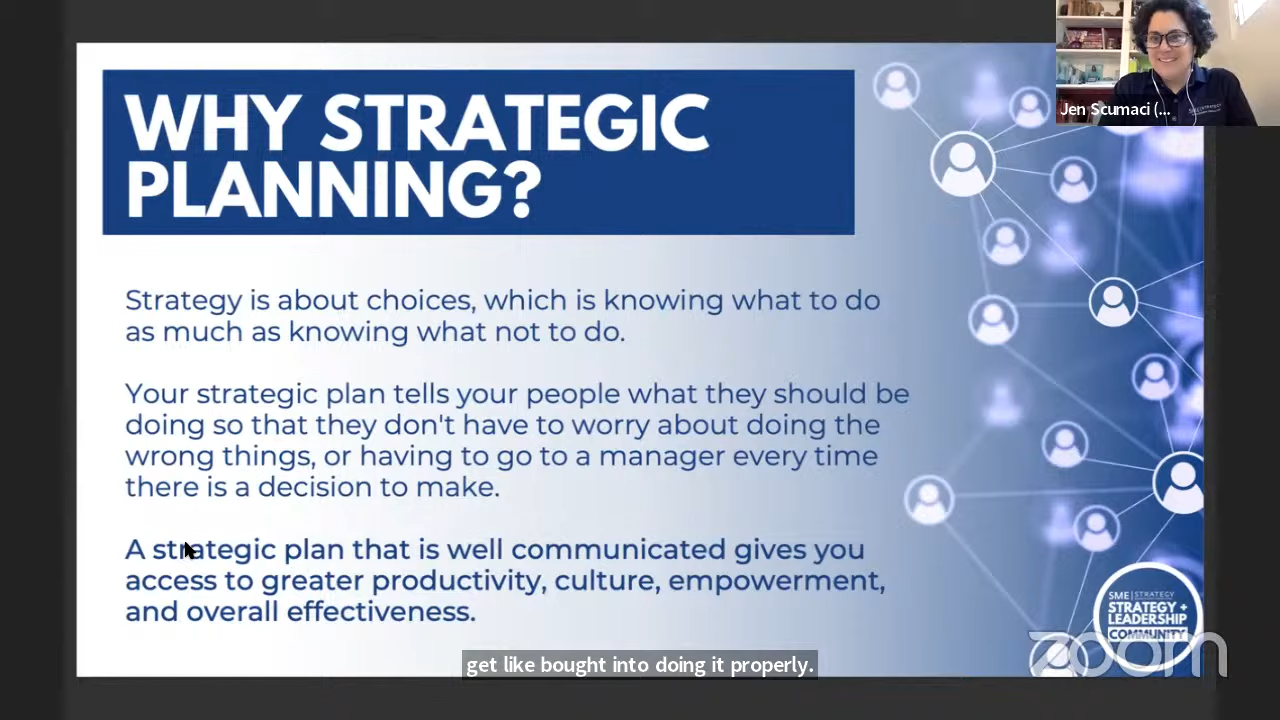 Jen Scumaci (...
WHY STRATEGIC
PLANNING?
Strategy is about choices, which is knowing what to do
as much as knowing what not to do.
Your strategic plan tells your people what they should be
doing so that they don't have to worry about doing the
wrong things, or having to go to a manager every time
there is a decision to make.
A strategic plan that is well communicated gives you
access to greater productivity, culture, empowerment,
and overall effectiveness.
SME | STRATEGY
STRATEGY +
LEADERSHIP
COMMUNITY
zoom
get like bought into doing it properly.